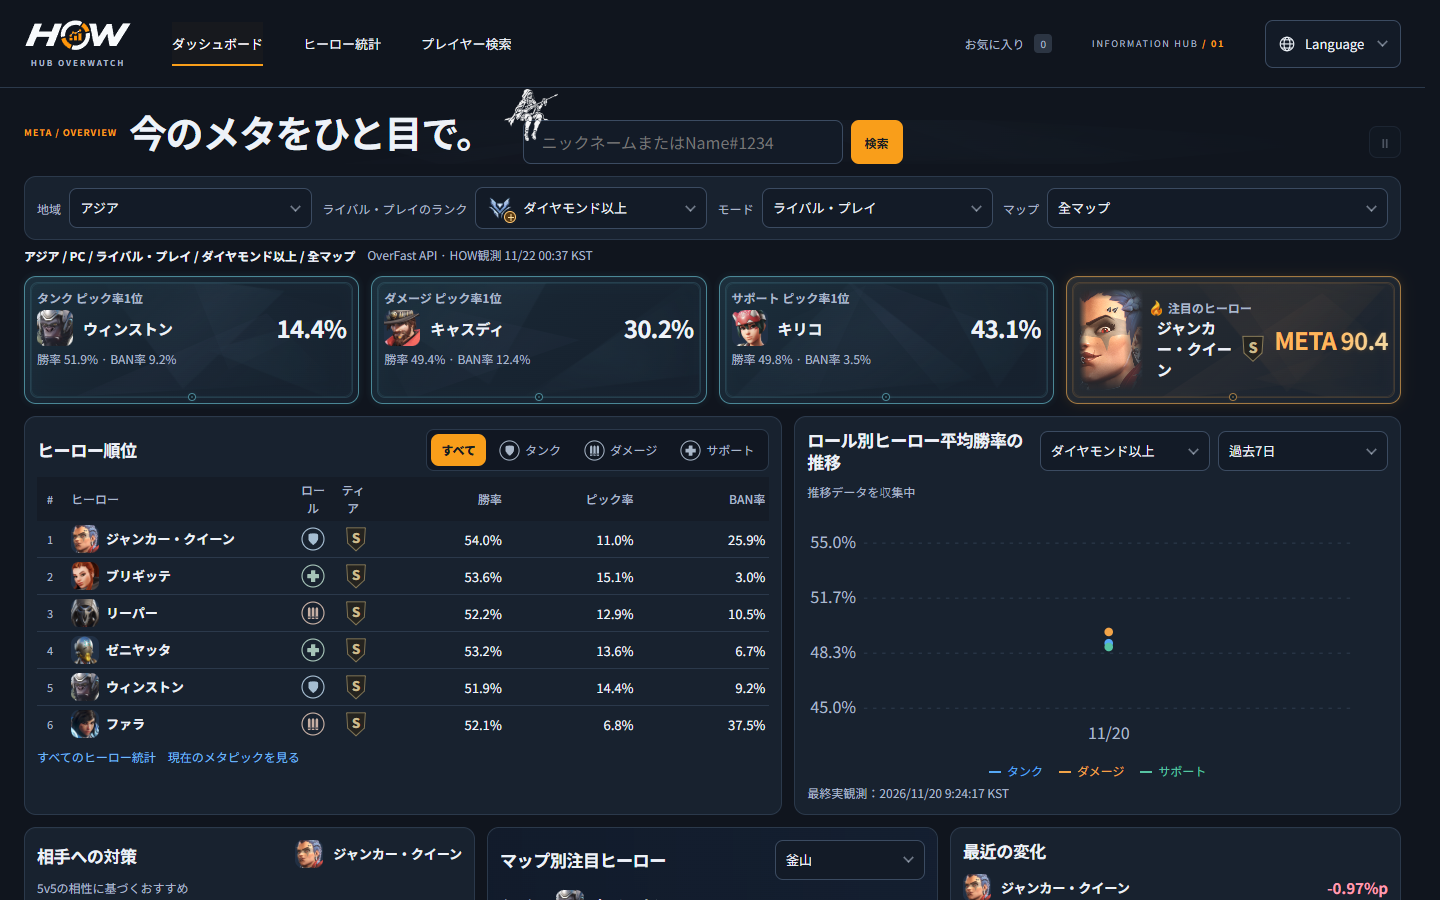 HOW
HUB OVERWATCH
ダッシュボード
ヒーロー統計
プレイヤー検索
お気に入り 0
INFORMATION HUB / 01
Language
META / OVERVIEW
今のメタをひと目で。
ニックネームまたはName#1234
検索
地域
アジア
ライバル・プレイのランク
ダイヤモンド以上
モード
ライバル・プレイ
マップ
全マップ
アジア / PC / ライバル・プレイ / ダイヤモンド以上 / 全マップ
OverFast API · HOW観測 11/22 00:37 KST
タンク ピック率1位
ウィンストン
14.4%
勝率 51.9% · BAN率 9.2%
ダメージ ピック率1位
キャスディ
30.2%
勝率 49.4% · BAN率 12.4%
サポート ピック率1位
キリコ
43.1%
勝率 49.8% · BAN率 3.5%
注目のヒーロー
ジャンカ
ー・クイー
ン
S
META 90.4
ヒーロー順位
すべて
タンク
ダメージ
サポート
# ヒーロー ロール ティア 勝率 ピック率 BAN率
1 ジャンカー・クイーン S 54.0% 11.0% 25.9%
2 ブリギッテ S 53.6% 15.1% 3.0%
3 リーパー S 52.2% 12.9% 10.5%
4 ゼニヤッタ S 53.2% 13.6% 6.7%
5 ウィンストン S 51.9% 14.4% 9.2%
6 ファラ S 52.1% 6.8% 37.5%
すべてのヒーロー統計
現在のメタピックを見る
ロール別ヒーロー平均勝率の
推移
ダイヤモンド以上
過去7日
推移データを収集中
55.0%
51.7%
48.3%
45.0%
11/20
タンク
ダメージ
サポート
最終実観測：2026/11/20 9:24:17 KST
相手への対策
ジャンカー・クイーン
5v5の相性に基づくおすすめ
マップ別注目ヒーロー
釜山
最近の変化
ジャンカー・クイーン
-0.97%p